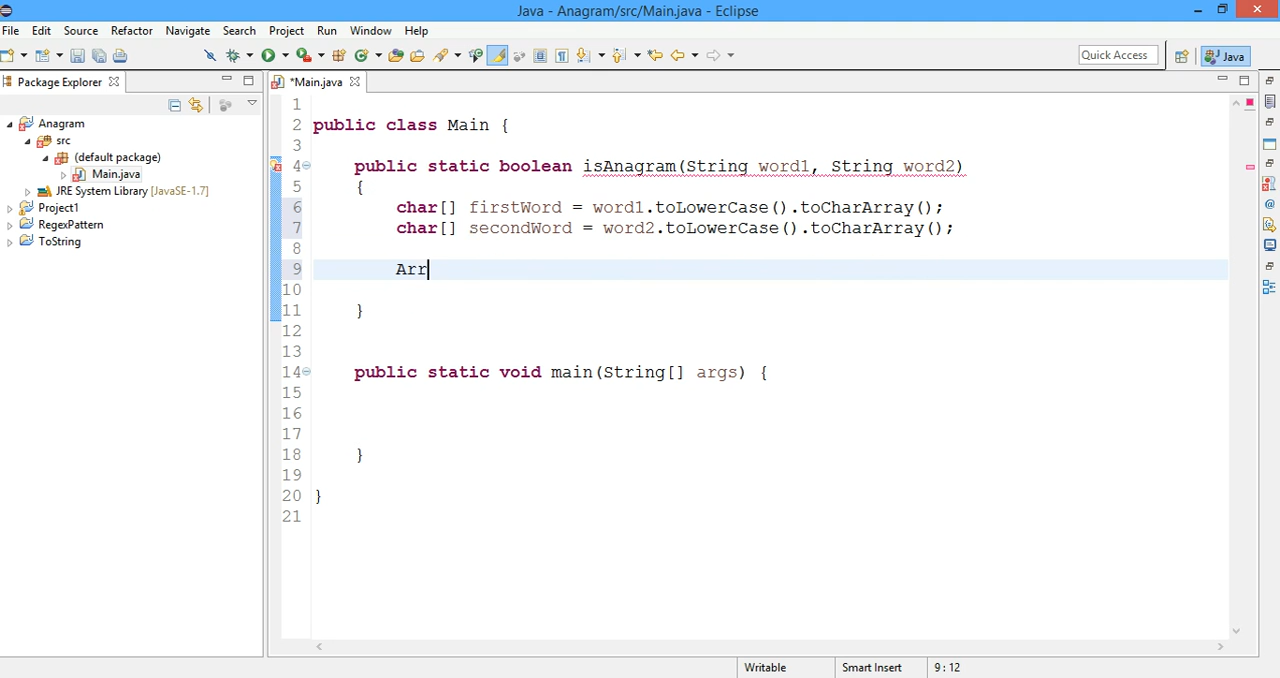 Java - Anagram/src/Main.java - Eclipse
File Edit Source Refactor Navigate Search Project Run Window Help
Quick Access Java
Package Explorer
*Main.java
Anagram
src
(default package)
Main.java
JRE System Library [JavaSE-1.7]
Project1
RegexPattern
ToString
1
2 public class Main {
3
4 public static boolean isAnagram(String word1, String word2)
5 {
6 char[] firstWord = word1.toLowerCase().toCharArray();
7 char[] secondWord = word2.toLowerCase().toCharArray();
8
9 Arr
10
11 }
12
13
14 public static void main(String[] args) {
15
16
17
18 }
19
20 }
21
Writable Smart Insert 9 : 12